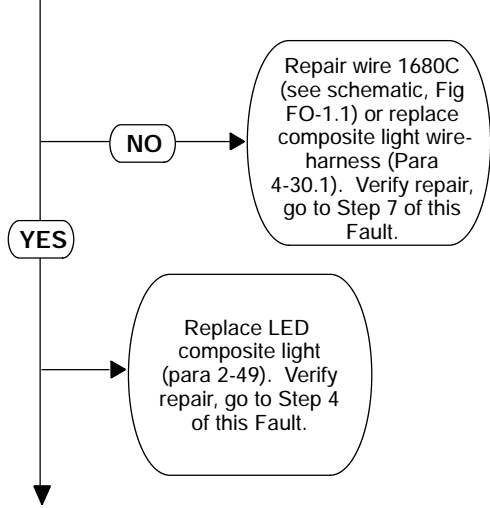 Repair wire 1680C
(see schematic, Fig
FO-1.1) or replace
composite light wire-
harness (Para
4-30.1). Verify repair,
go to Step 7 of this
Fault.
NO
YES
Replace LED
composite light
(para 2-49). Verify
repair, go to Step 4
of this Fault.